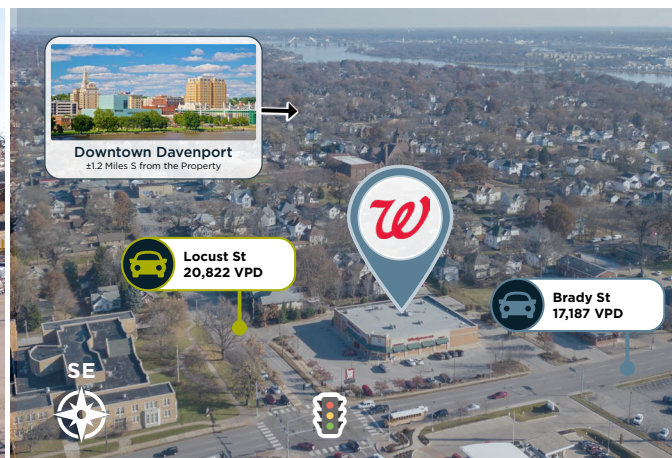 Downtown Davenport
±1.2 Miles S from the Property
W
Locust St
20,822 VPD
Brady St
17,187 VPD
SE